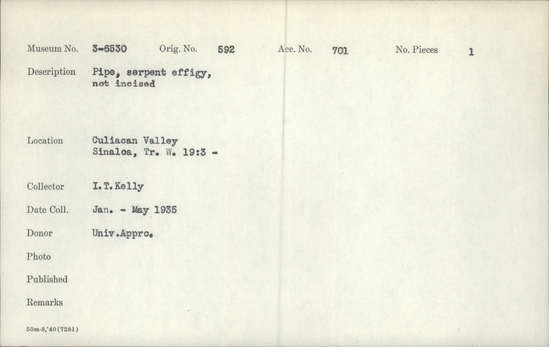 Museum No. 3-6530 Orig. No. 592 Acc. No. 701 No. Pieces 1
Description Pipe, serpent effigy,
not incised
Location Culiacan Valley
Sinaloa, Tr. W. 19:3 -
Collector I.T.Kelly
Date Coll. Jan. - May 1935
Donor Univ.Appro.
Photo
Published
Remarks
50m-8,'40(7261)